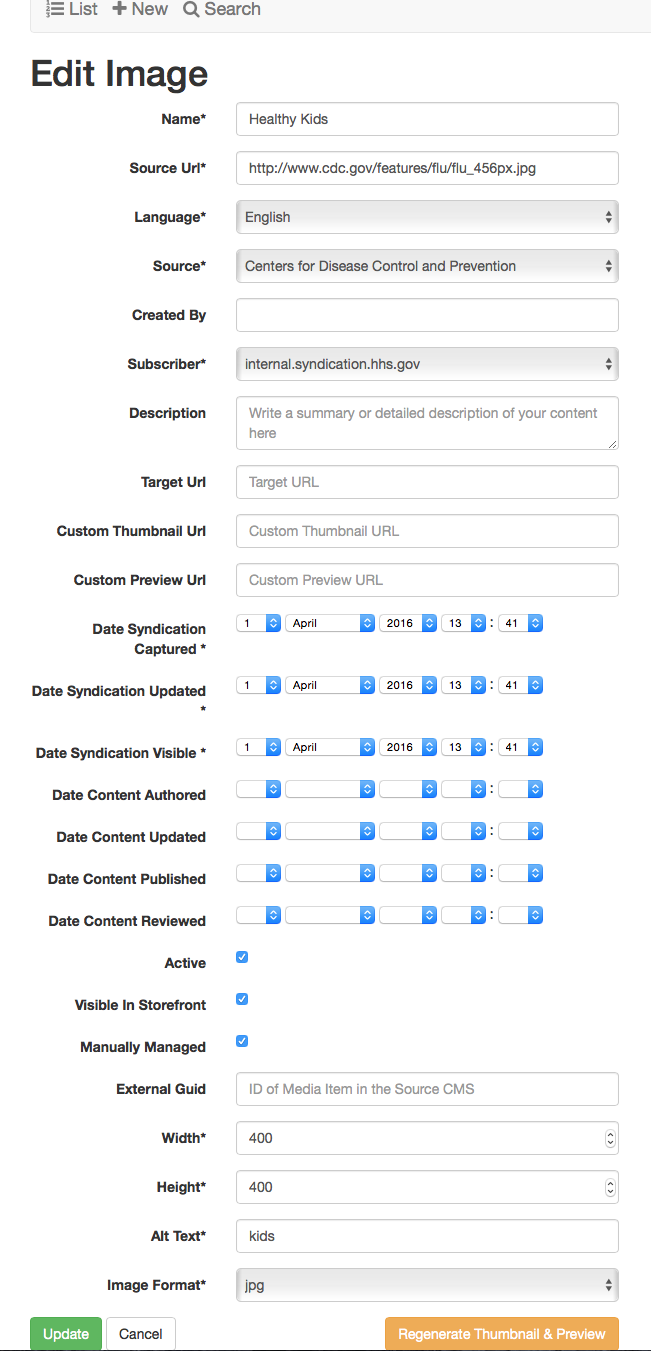 List New Search
Edit Image
Name* Healthy Kids
Source Url* http://www.cdc.gov/features/flu/flu_456px.jpg
Language* English
Source* Centers for Disease Control and Prevention
Created By
Subscriber* internal.syndication.hhs.gov
Description Write a summary or detailed description of your content
here
Target Url Target URL
Custom Thumbnail Url Custom Thumbnail URL
Custom Preview Url Custom Preview URL
Date Syndication 1 April 2016 13 : 41
Captured *
Date Syndication Updated 1 April 2016 13 : 41
*
Date Syndication Visible * 1 April 2016 13 : 41
Date Content Authored :
Date Content Updated :
Date Content Published :
Date Content Reviewed :
Active
Visible In Storefront
Manually Managed
External Guid ID of Media Item in the Source CMS
Width* 400
Height* 400
Alt Text* kids
Image Format* jpg
Update Cancel Regenerate Thumbnail & Preview